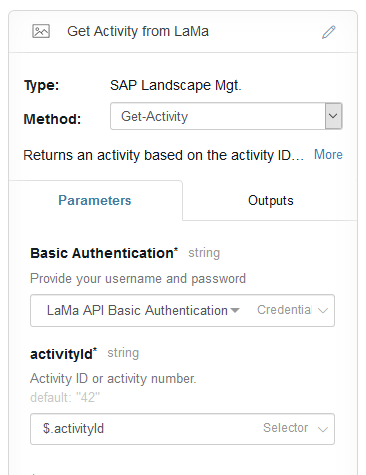 Get Activity from LaMa
Type: SAP Landscape Mgt.
Method: Get-Activity
Returns an activity based on the activity ID... More
Parameters Outputs
Basic Authentication* string
Provide your username and password
LaMa API Basic Authentication Credentia
activityId* string
Activity ID or activity number.
default: "42"
$.activityId Selector